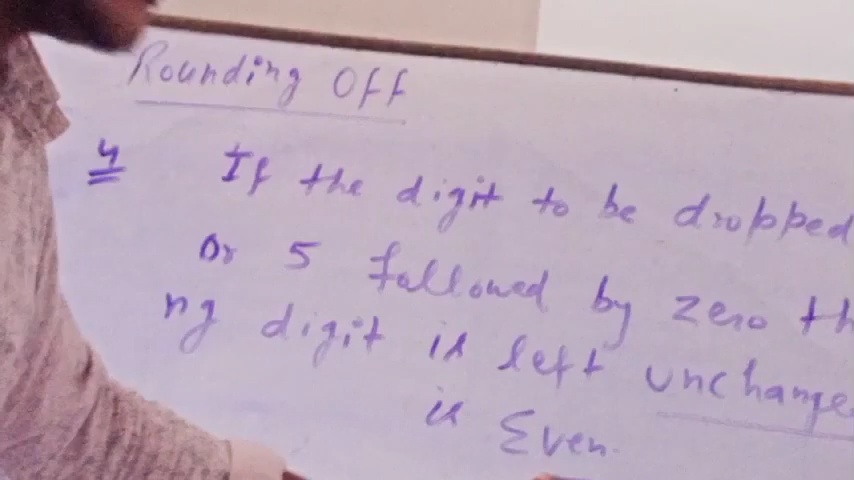 Rounding Off
4 If the digit to be dropped
Or 5 followed by zero th
ng digit is left unchange
is Even.